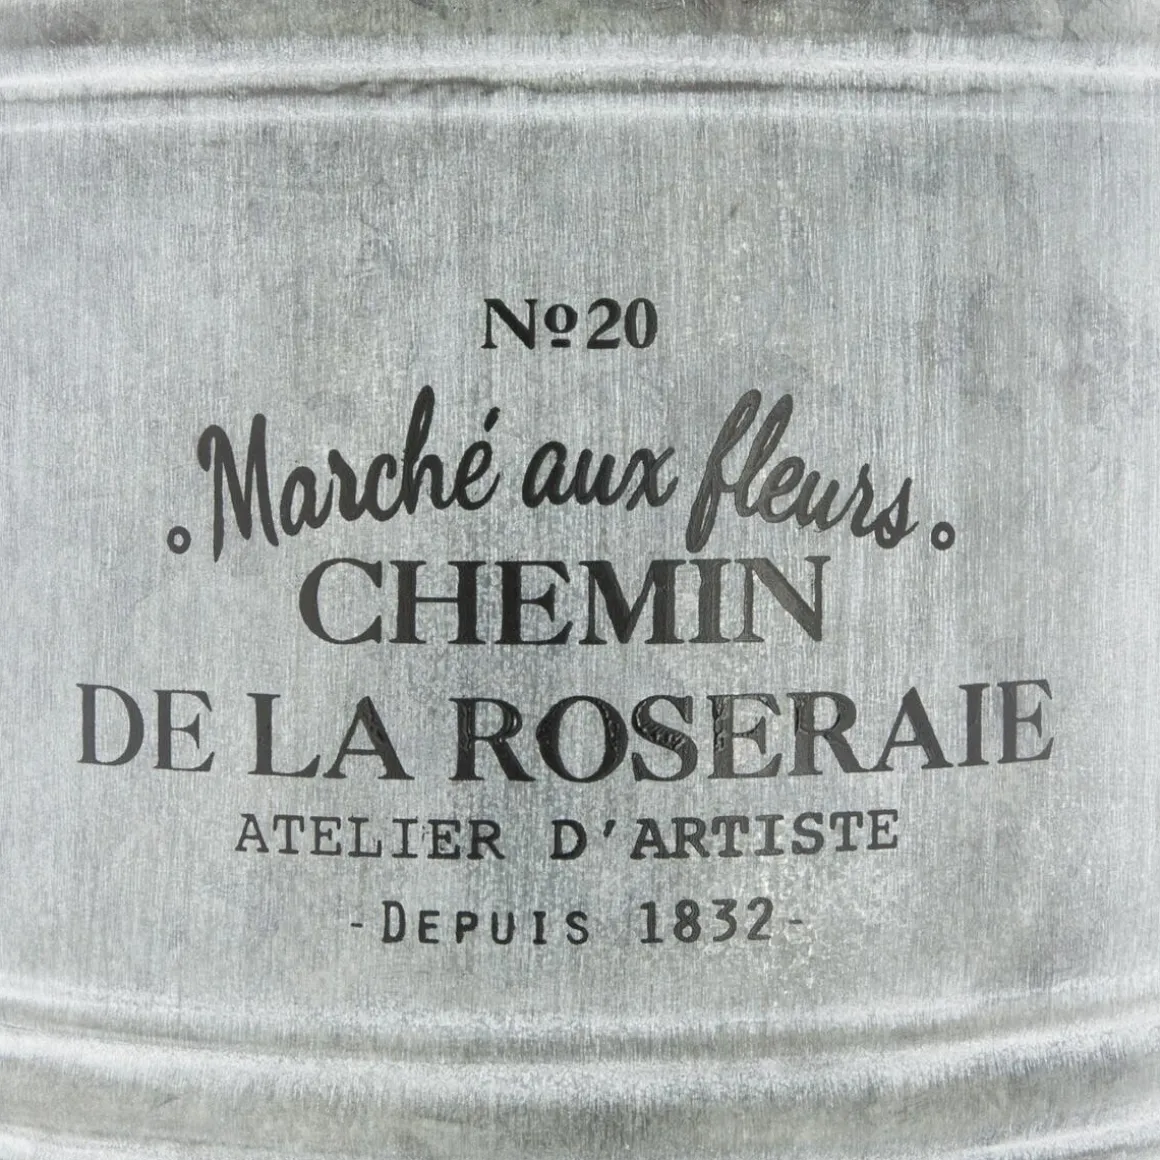 Nº20
Marché aux fleurs
CHEMIN
DE LA ROSERAIE
ATELIER D'ARTISTE
-DEPUIS 1832-